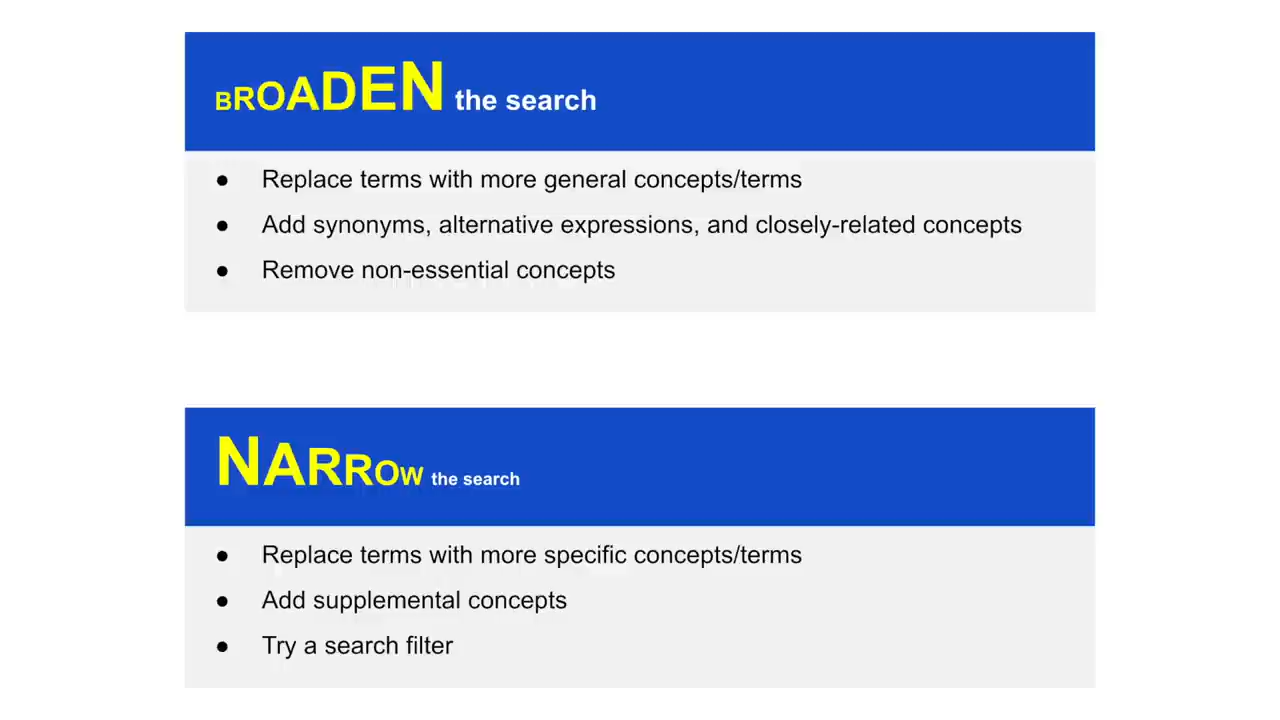 BROADEN the search
● Replace terms with more general concepts/terms
● Add synonyms, alternative expressions, and closely-related concepts
● Remove non-essential concepts
NARROW the search
● Replace terms with more specific concepts/terms
● Add supplemental concepts
● Try a search filter